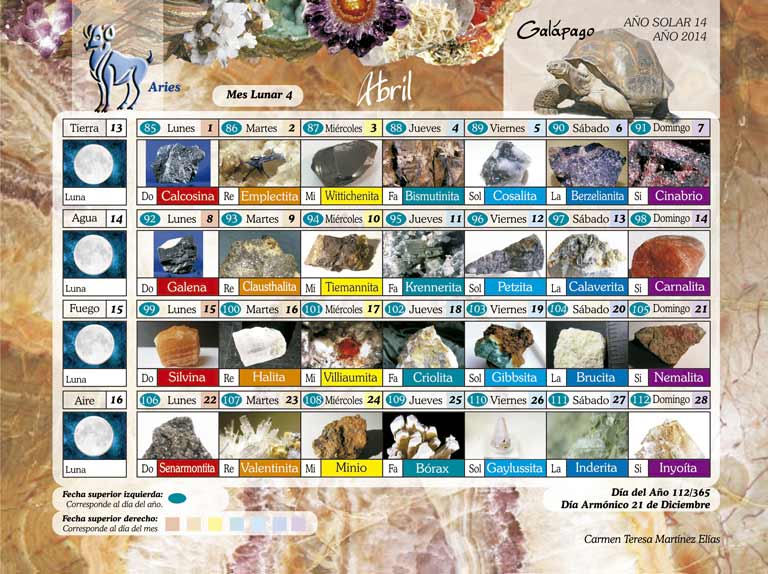 Galápago
AÑO SOLAR 14
AÑO 2014
Aries
Mes Lunar 4
Abril
Tierra 13 85 Lunes 1 86 Martes 2 87 Miércoles 3 88 Jueves 4 89 Viernes 5 90 Sábado 6 91 Domingo 7
Luna Do Calcosina Re Emplectita Mi Wittichenita Fa Bismutinita Sol Cosalita La Berzelianita Si Cinabrio
Agua 14 92 Lunes 8 93 Martes 9 94 Miércoles 10 95 Jueves 11 96 Viernes 12 97 Sábado 13 98 Domingo 14
Luna Do Galena Re Clausthalita Mi Tiemannita Fa Krennerita Sol Petzita La Calaverita Si Carnalita
Fuego 15 99 Lunes 15 100 Martes 16 101 Miércoles 17 102 Jueves 18 103 Viernes 19 104 Sábado 20 105 Domingo 21
Luna Do Silvina Re Halita Mi Villiaumita Fa Criolita Sol Gibbsita La Brucita Si Nemalita
Aire 16 106 Lunes 22 107 Martes 23 108 Miércoles 24 109 Jueves 25 110 Viernes 26 111 Sábado 27 112 Domingo 28
Luna Do Senarmontita Re Valentinita Mi Minio Fa Bórax Sol Gaylussita La Inderita Si Inyoíta
Fecha superior izquierda:
Corresponde al día del año.
Fecha superior derecho:
Corresponde al día del mes
Día del Año 112/365
Día Armónico 21 de Diciembre
Carmen Teresa Martínez Elías